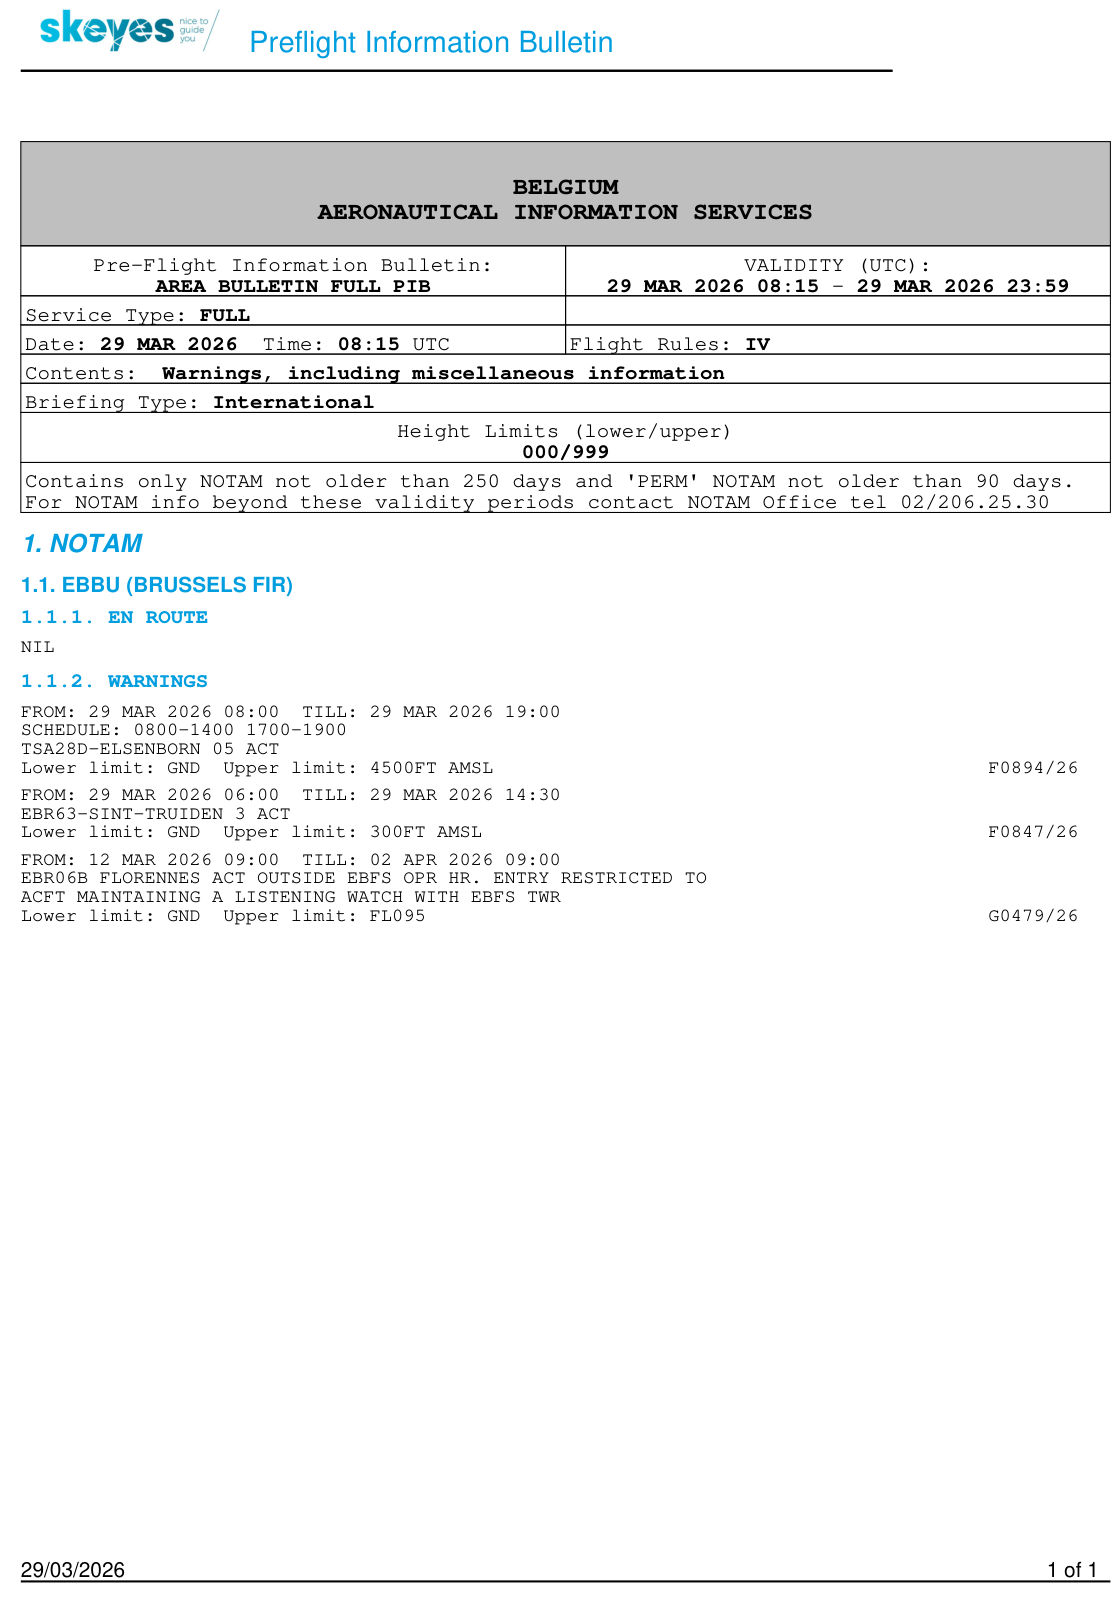 skeyes nice to
guide
you
Preflight Information Bulletin
BELGIUM
AERONAUTICAL INFORMATION SERVICES
Pre-Flight Information Bulletin:
AREA BULLETIN FULL PIB
VALIDITY (UTC):
29 MAR 2026 08:15 - 29 MAR 2026 23:59
Service Type: FULL
Date: 29 MAR 2026  Time: 08:15 UTC
Flight Rules: IV
Contents:  Warnings, including miscellaneous information
Briefing Type: International
Height Limits (lower/upper)
000/999
Contains only NOTAM not older than 250 days and 'PERM' NOTAM not older than 90 days.
For NOTAM info beyond these validity periods contact NOTAM Office tel 02/206.25.30
1. NOTAM
1.1. EBBU (BRUSSELS FIR)
1.1.1. EN ROUTE
NIL
1.1.2. WARNINGS
FROM: 29 MAR 2026 08:00  TILL: 29 MAR 2026 19:00
SCHEDULE: 0800-1400 1700-1900
TSA28D-ELSENBORN 05 ACT
Lower limit: GND  Upper limit: 4500FT AMSL F0894/26
FROM: 29 MAR 2026 06:00  TILL: 29 MAR 2026 14:30
EBR63-SINT-TRUIDEN 3 ACT
Lower limit: GND  Upper limit: 300FT AMSL F0847/26
FROM: 12 MAR 2026 09:00  TILL: 02 APR 2026 09:00
EBR06B FLORENNES ACT OUTSIDE EBFS OPR HR. ENTRY RESTRICTED TO
ACFT MAINTAINING A LISTENING WATCH WITH EBFS TWR
Lower limit: GND  Upper limit: FL095 G0479/26
29/03/2026 1 of 1